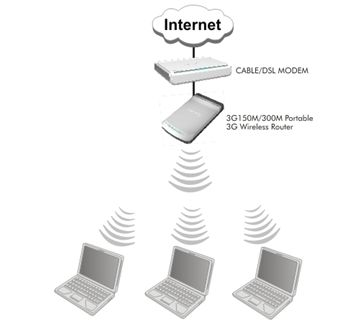 Internet
CABLE/DSL MODEM
3G150M/300M Portable
3G Wireless Router